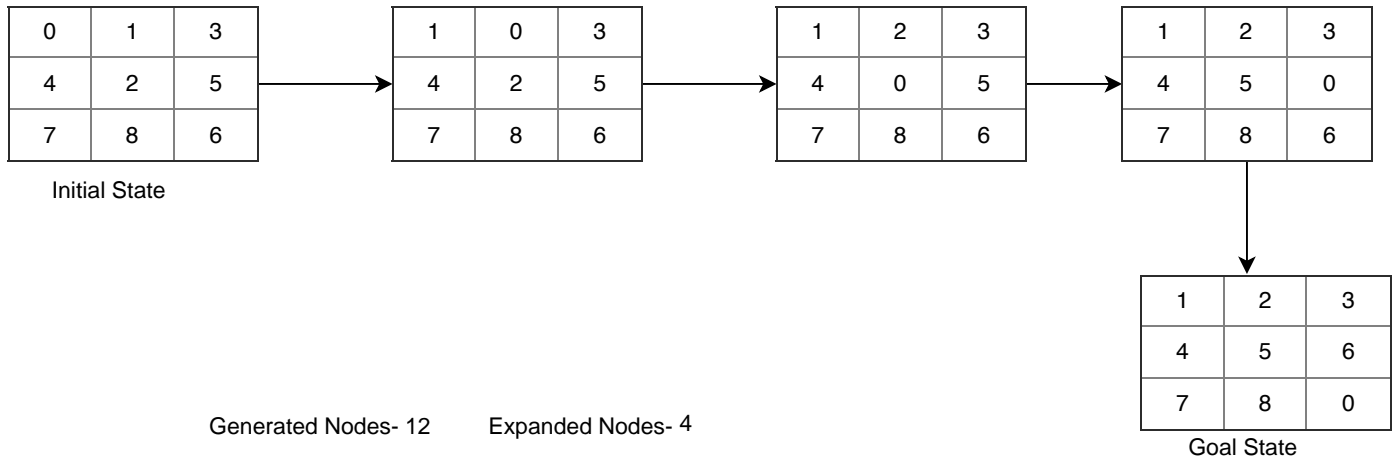 0 1 3 1 0 3 1 2 3 1 2 3
4 2 5 4 2 5 4 0 5 4 5 0
7 8 6 7 8 6 7 8 6 7 8 6
Initial State
1 2 3
4 5 6
7 8 0
Generated Nodes- 12 Expanded Nodes- 4
Goal State